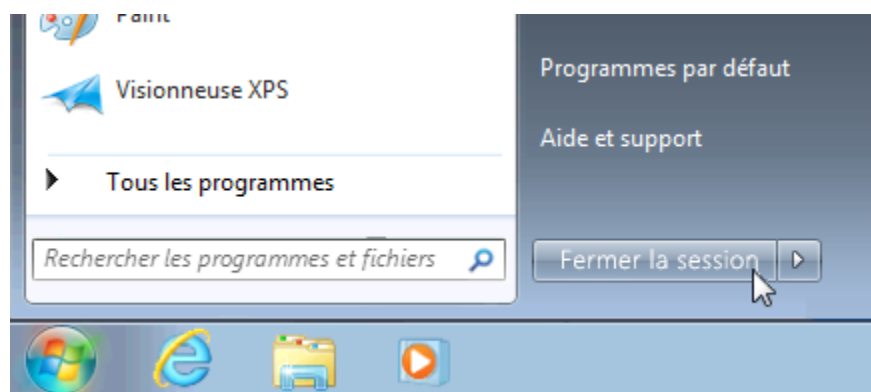 Paint
Visionneuse XPS
Tous les programmes
Rechercher les programmes et fichiers
Programmes par défaut
Aide et support
Fermer la session